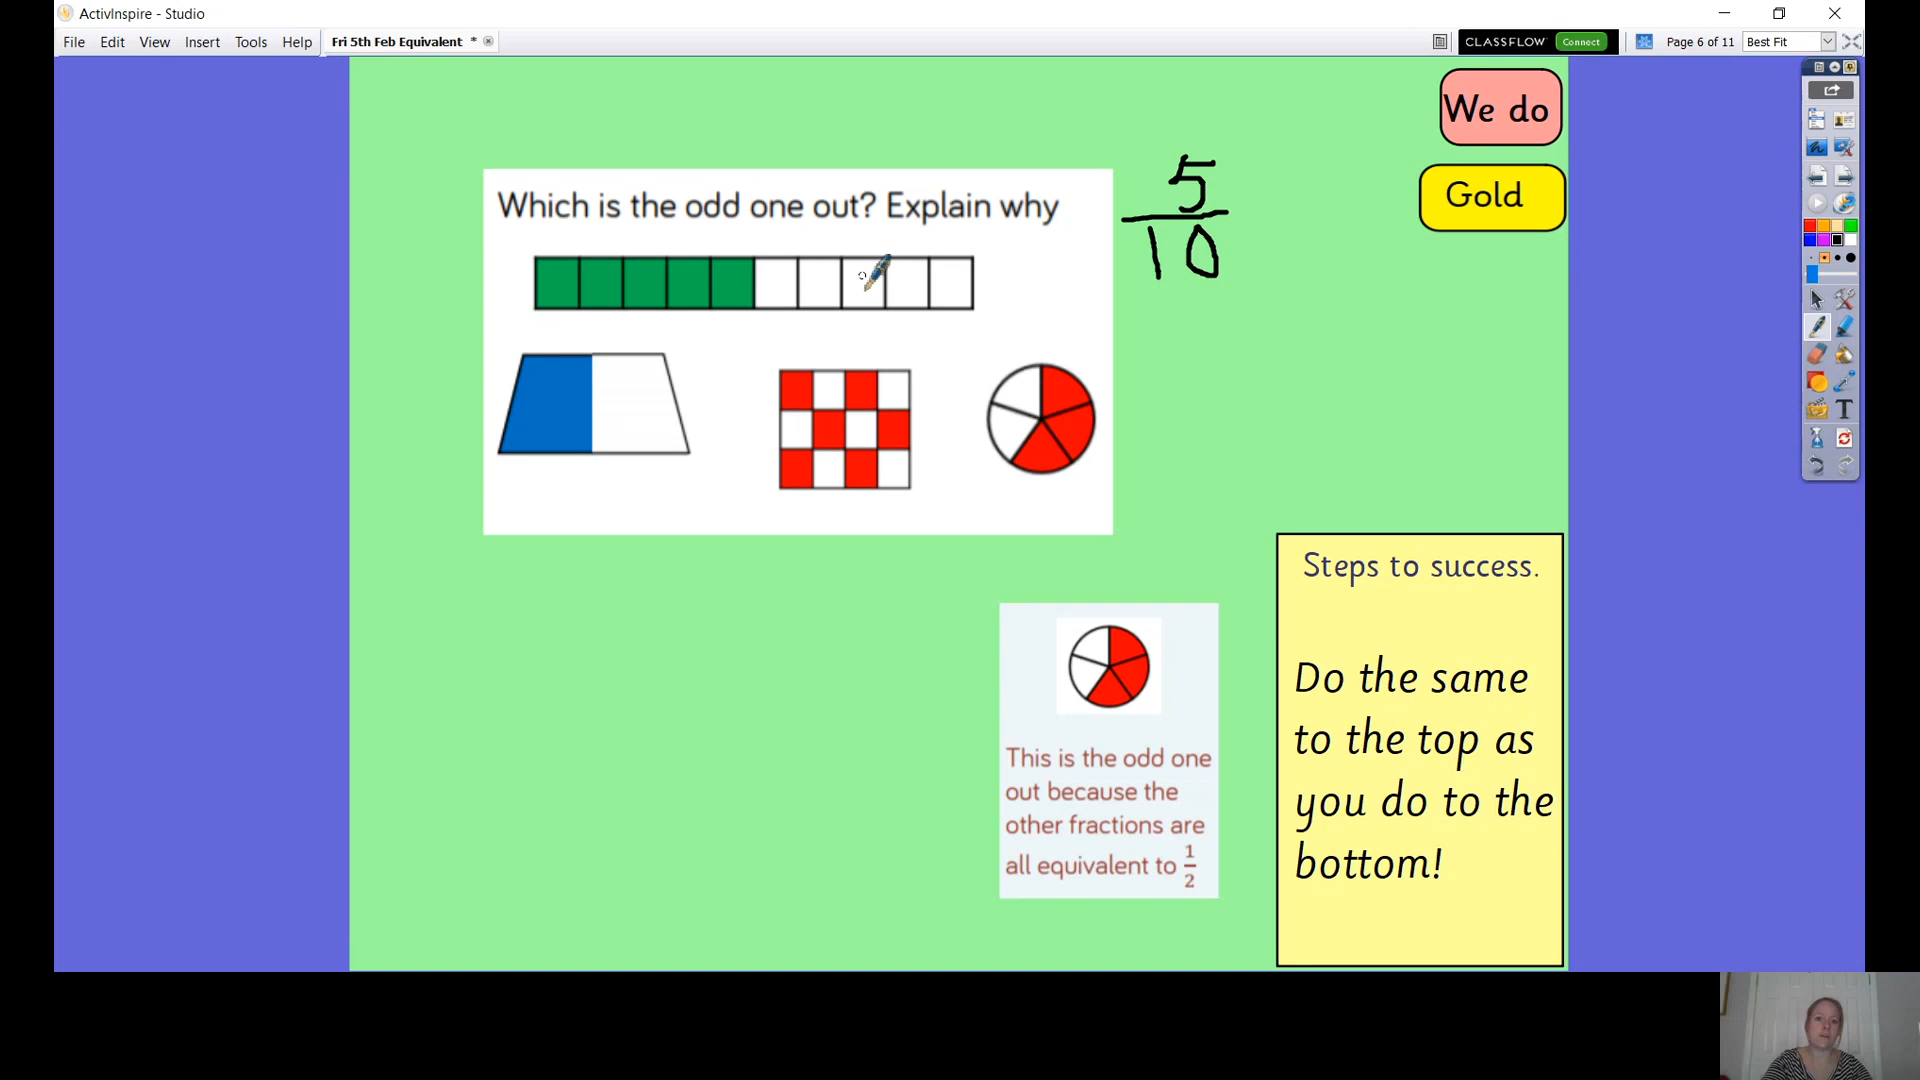 ActivInspire - Studio
File Edit View Insert Tools Help
Fri 5th Feb Equivalent *
CLASSFLOW Connect
Page 6 of 11
Best Fit
We do
Gold
Which is the odd one out? Explain why
5
10
Steps to success.
Do the same
to the top as
you do to the
bottom!
This is the odd one
out because the
other fractions are
all equivalent to 1/2